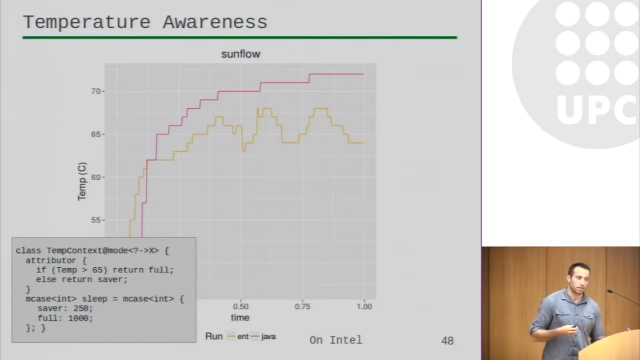 Temperature Awareness
sunflow
70
65
60
55
Temp (C)
class TempContext@mode<?->X> {
attributor {
if (Temp > 65) return full;
else return saver;
}
mcase<int> sleep = mcase<int> {
saver: 250;
full: 1000;
}; }
0.50
0.75
1.00
time
Run ent java
On Intel
48
UPC